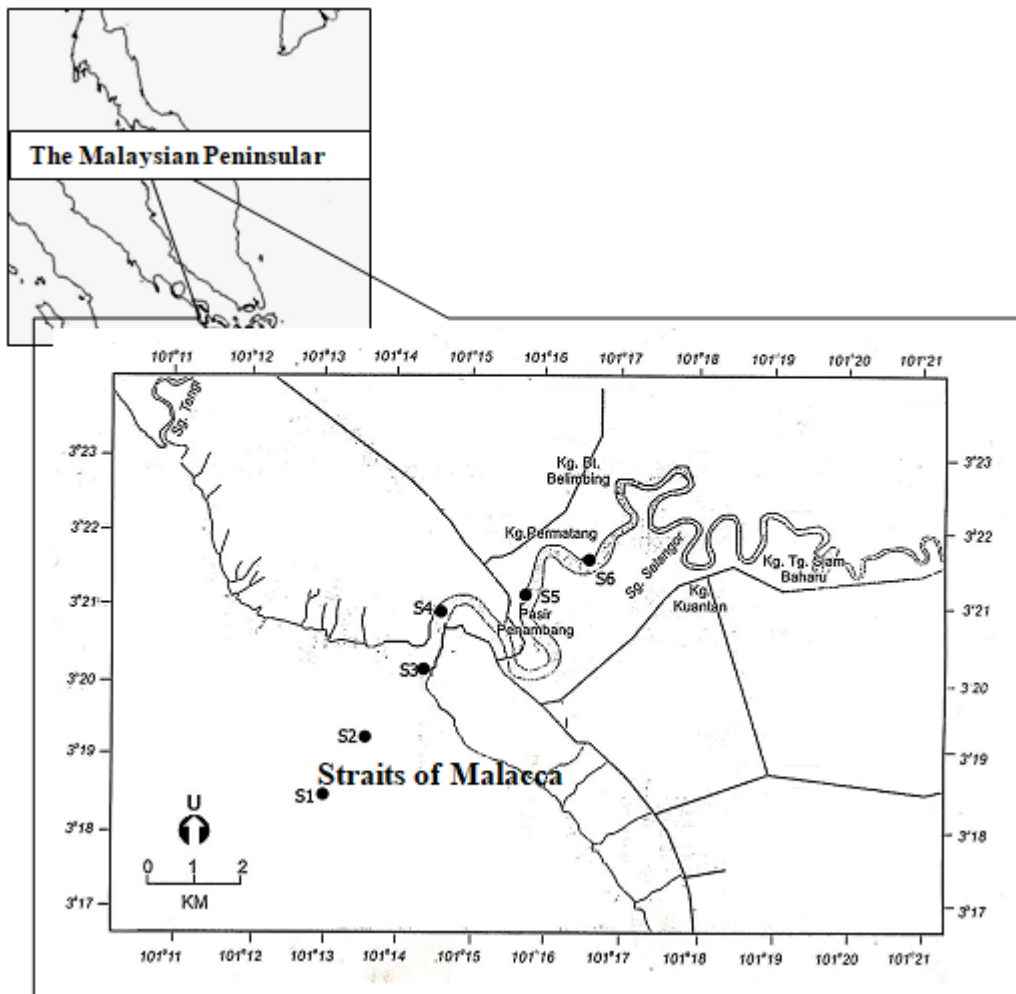 The Malaysian Peninsular
101°11 101°12 101°13 101°14 101°15 101°16 101°17 101°18 101°19 101°20 101°21
Sg. Tengi
3°23
3°23
Kg. Bt.
Belimbing
3°22
3°22
Kg.Permatang
Kg. Tg. Siam
Baharu
S6
Sg. Selangor
S5
Kg.
Kuantan
3°21
3°21
S4
Pasir
Penambang
S3
3°20
3°20
S2
3°19
3°19
Straits of Malacca
S1
U
3°18
3°18
0 1 2
KM
3°17
3°17
101°11 101°12 101°13 101°14 101°15 101°16 101°17 101°18 101°19 101°20 101°21